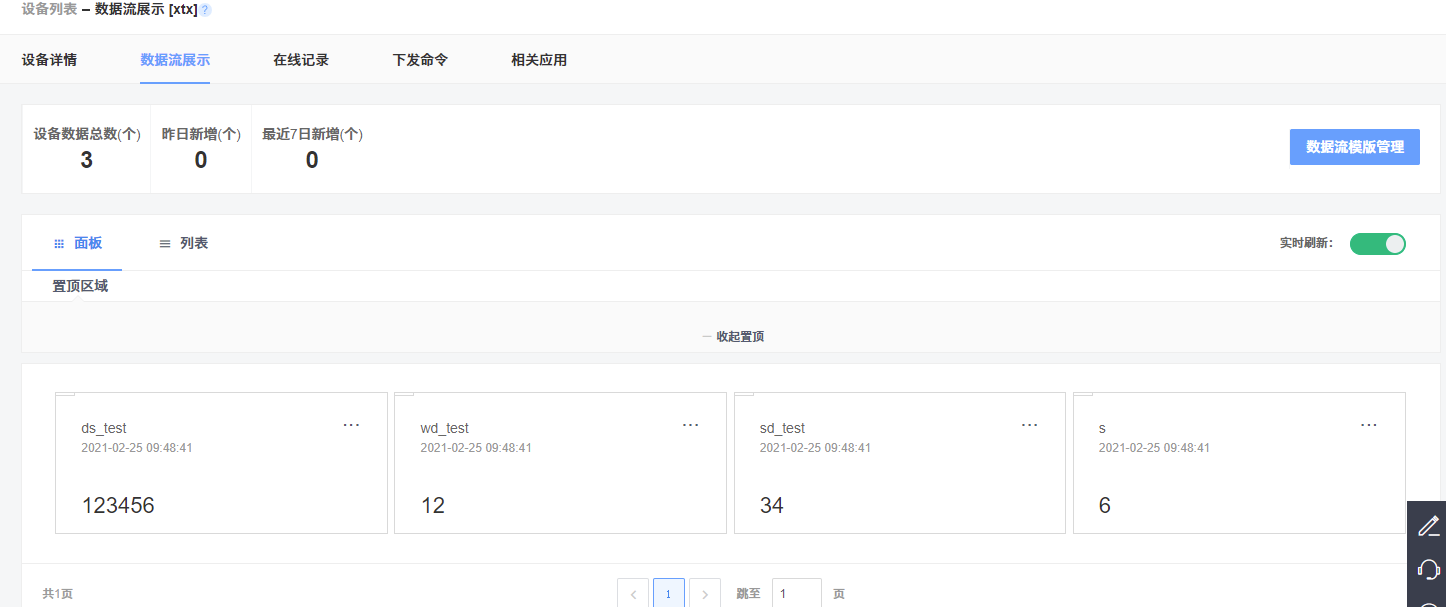 设备列表 – 数据流展示 [xtx] ?
设备详情 数据流展示 在线记录 下发命令 相关应用
设备数据总数(个) 昨日新增(个) 最近7日新增(个)
3 0 0
数据流模版管理
面板 列表 实时刷新：
置顶区域
收起置顶
ds_test wd_test sd_test s
2021-02-25 09:48:41 2021-02-25 09:48:41 2021-02-25 09:48:41 2021-02-25 09:48:41
123456 12 34 6
共1页 1 跳至 1 页